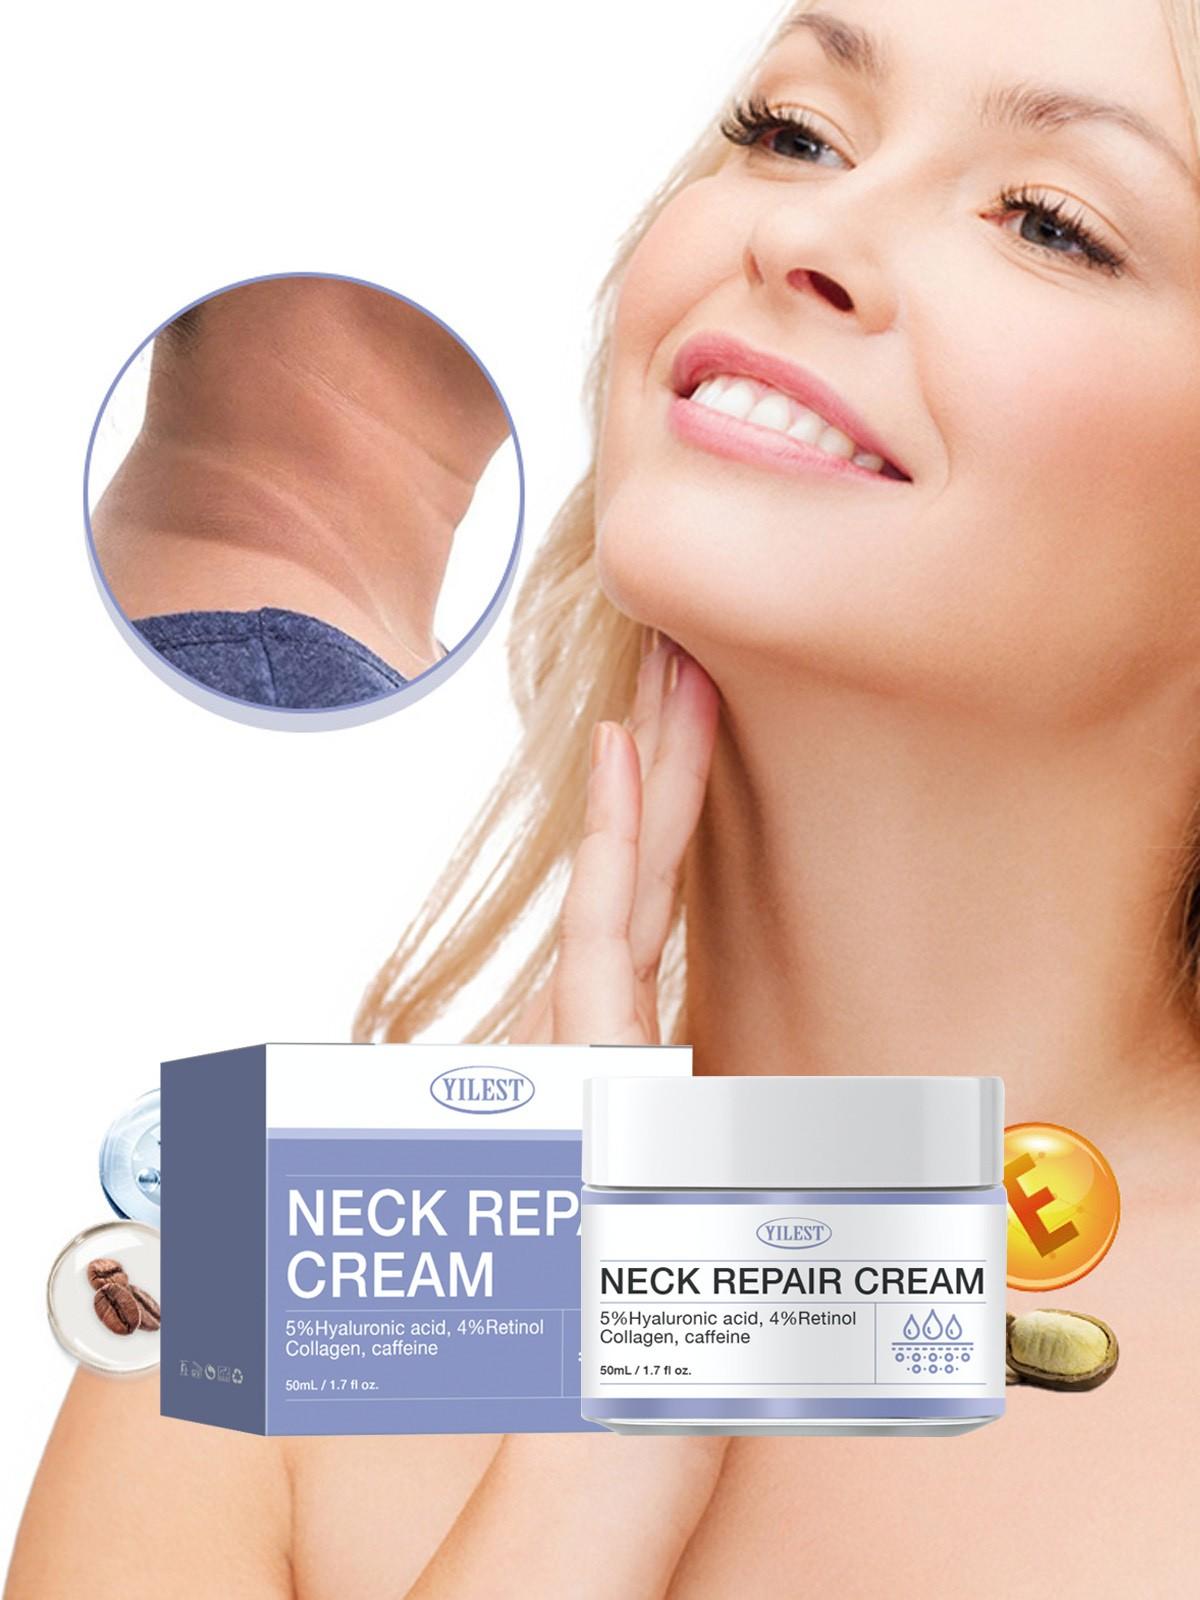 YILEST
NECK REPA
CREAM
5%Hyaluronic acid, 4%Retinol
Collagen, caffeine
50mL / 1.7 fl oz.
YILEST
NECK REPAIR CREAM
5%Hyaluronic acid, 4%Retinol
Collagen, caffeine
50mL / 1.7 fl oz.
E